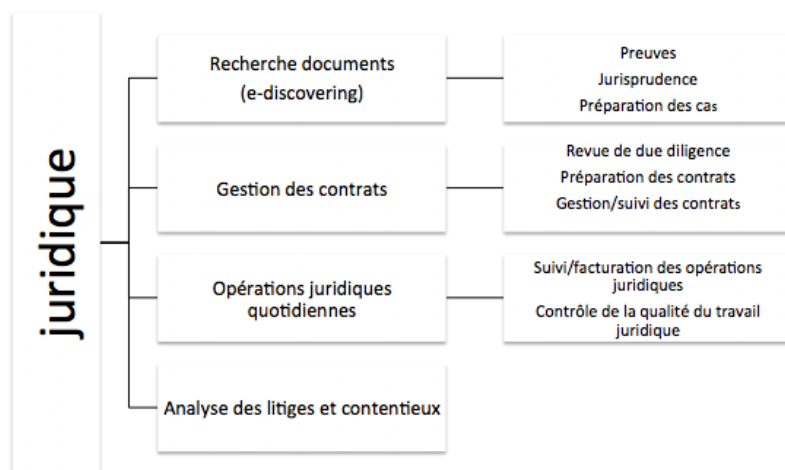 juridique
Recherche documents
(e-discovering)
Preuves
Jurisprudence
Préparation des cas
Gestion des contrats
Revue de due diligence
Préparation des contrats
Gestion/suivi des contrats
Opérations juridiques
quotidiennes
Suivi/facturation des opérations
juridiques
Contrôle de la qualité du travail
juridique
Analyse des litiges et contentieux